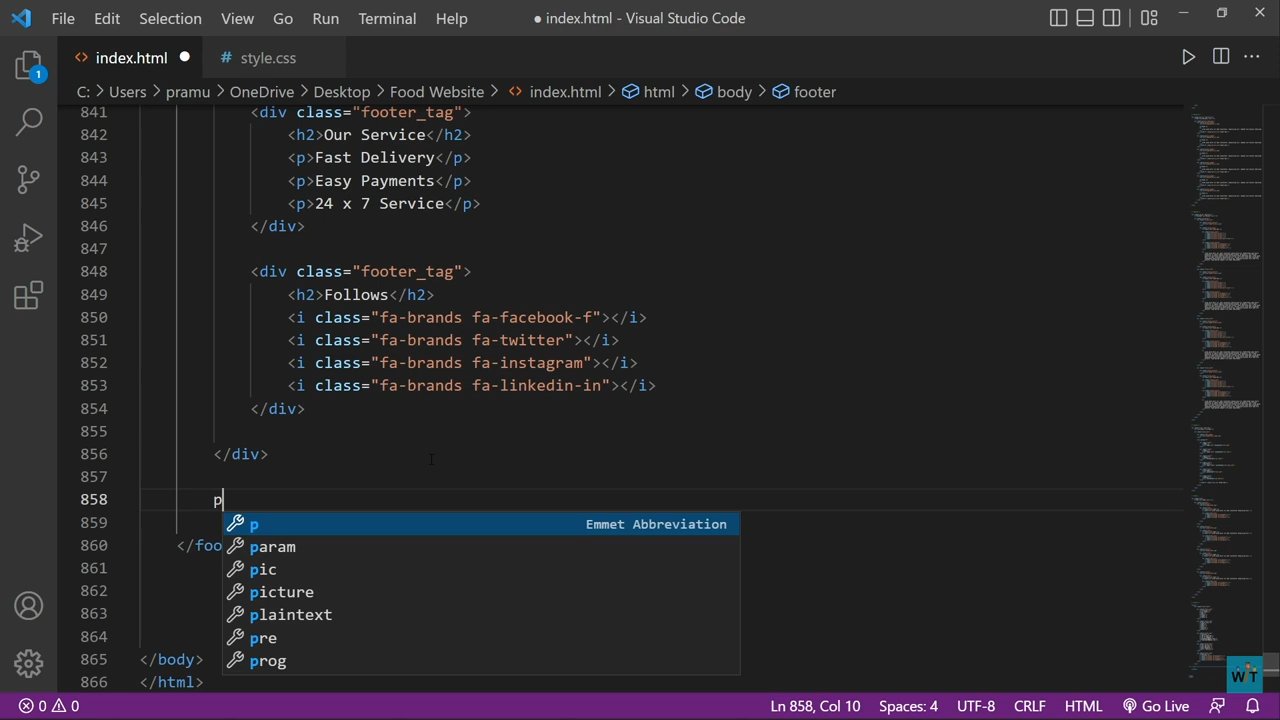 File Edit Selection View Go Run Terminal Help ● index.html - Visual Studio Code
<> index.html ● # style.css
C: > Users > pramu > OneDrive > Desktop > Food Website > <> index.html > html > body > footer
1
841 <div class="footer_tag">
842 <h2>Our Service</h2>
843 <p>Fast Delivery</p>
844 <p>Easy Payments</p>
845 <p>24 x 7 Service</p>
846 </div>
847
848 <div class="footer_tag">
849 <h2>Follows</h2>
850 <i class="fa-brands fa-facebook-f"></i>
851 <i class="fa-brands fa-twitter"></i>
852 <i class="fa-brands fa-instagram"></i>
853 <i class="fa-brands fa-linkedin-in"></i>
854 </div>
855
856 </div>
857
858 p
859 p Emmet Abbreviation
param
860 </foo
861 pic
862 picture
863 plaintext
864 pre
865 </body> prog
866 </html>
WT
0 0 Ln 858, Col 10 Spaces: 4 UTF-8 CRLF HTML Go Live